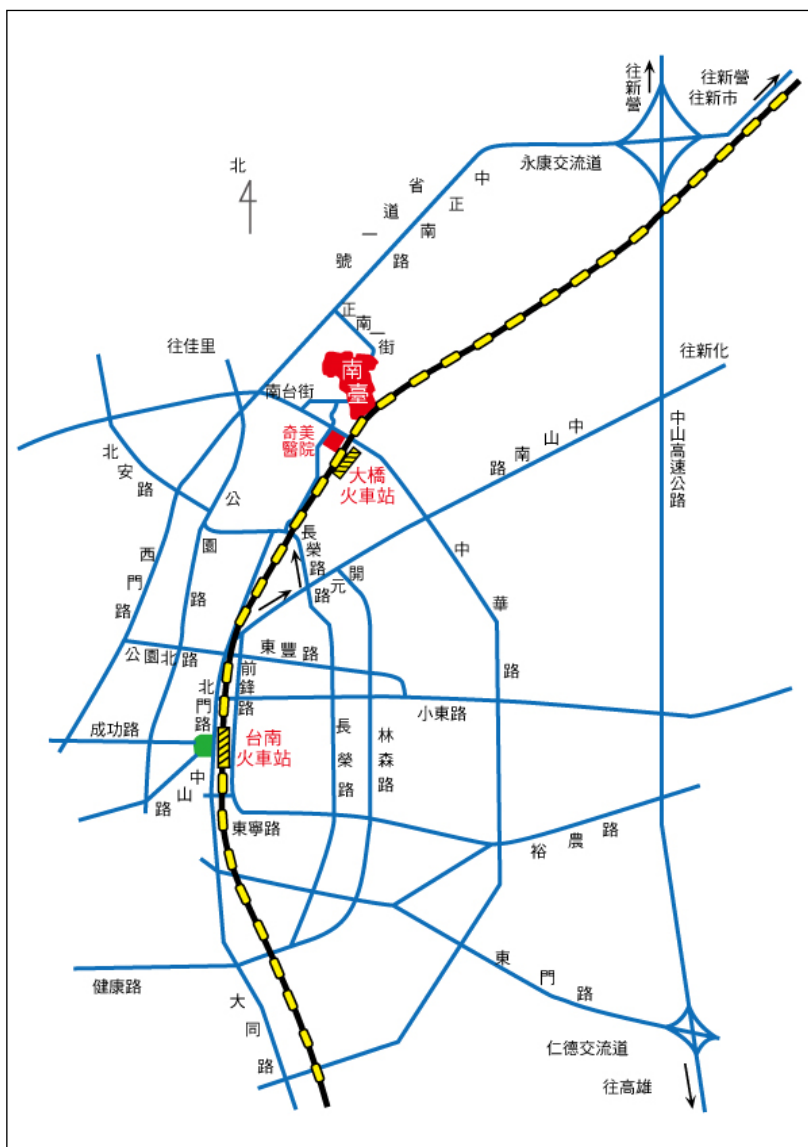 往新營
往新營
往新市
永康交流道
北
省道一號
中正南路
正南一街
往佳里
南臺
南台街
往新化
奇美
醫院
大橋
火車站
中山南路
中山高速公路
北安路
公園路
西門路
長榮路
開元路
中華路
公園北路
東豐路
前鋒路
北門路
小東路
成功路
台南
火車站
長榮路
林森路
中山路
東寧路
裕農路
東門路
健康路
大同路
仁德交流道
往高雄